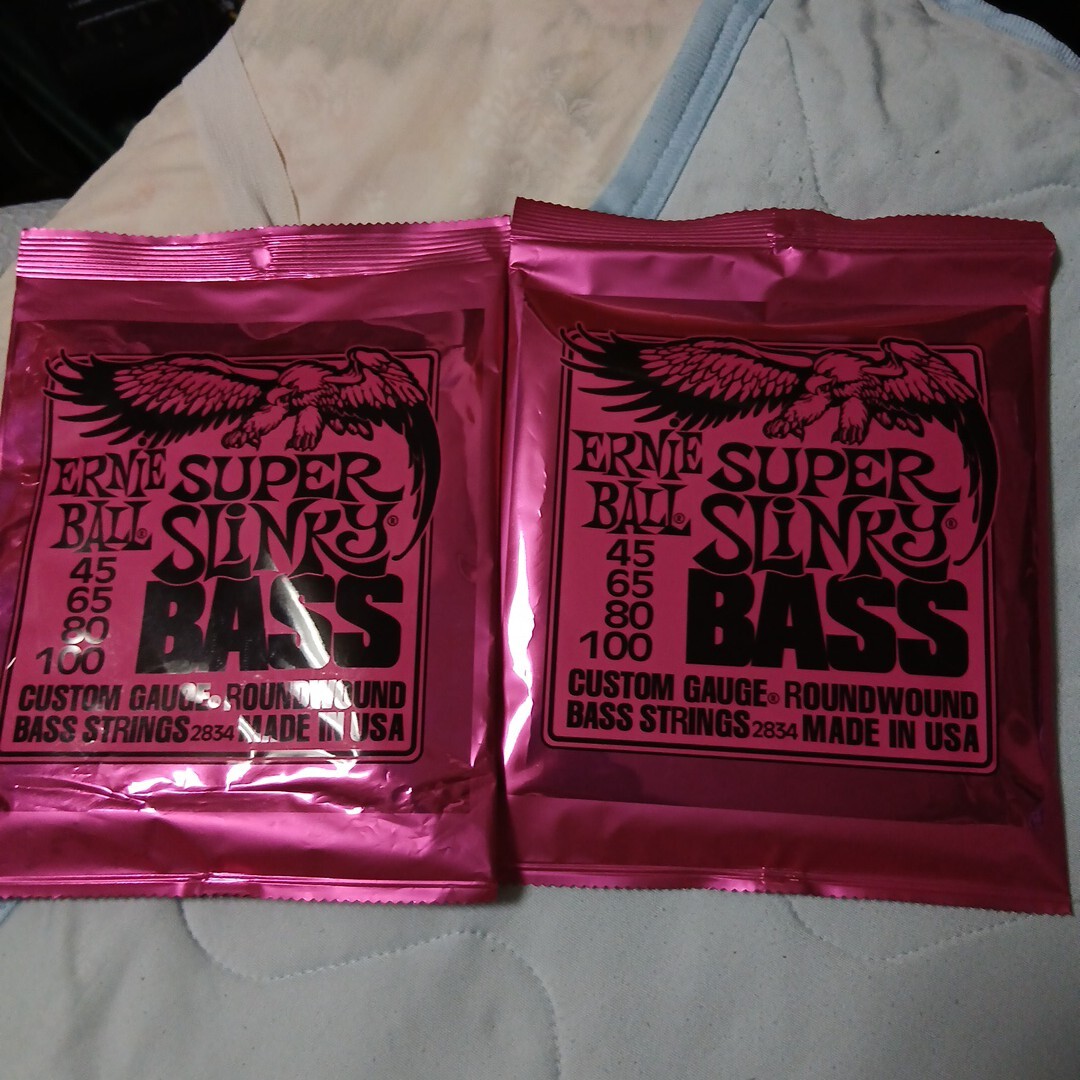 ERNiE BALL®
SUPER SLiNKY®
45
65
80
100
BASS
CUSTOM GAUGE® ROUNDWOUND
BASS STRINGS 2834 MADE IN USA
ERNiE BALL®
SUPER SLiNKY®
45
65
80
100
BASS
CUSTOM GAUGE® ROUNDWOUND
BASS STRINGS 2834 MADE IN USA